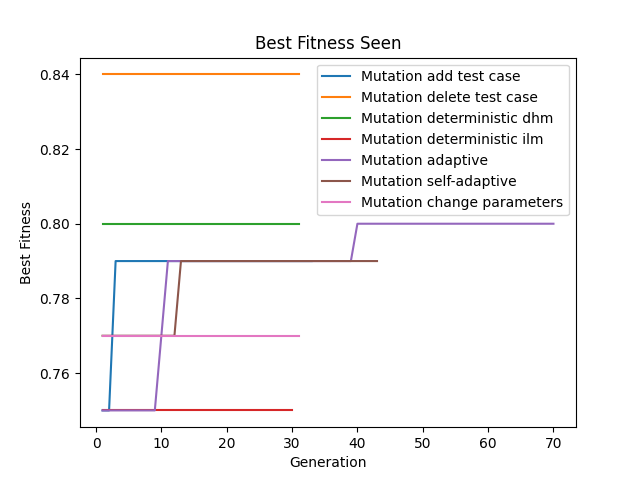 Best Fitness Seen
Mutation add test case
Mutation delete test case
Mutation deterministic dhm
Mutation deterministic ilm
Mutation adaptive
Mutation self-adaptive
Mutation change parameters
Best Fitness
0.84
0.82
0.80
0.78
0.76
0 10 20 30 40 50 60 70
Generation